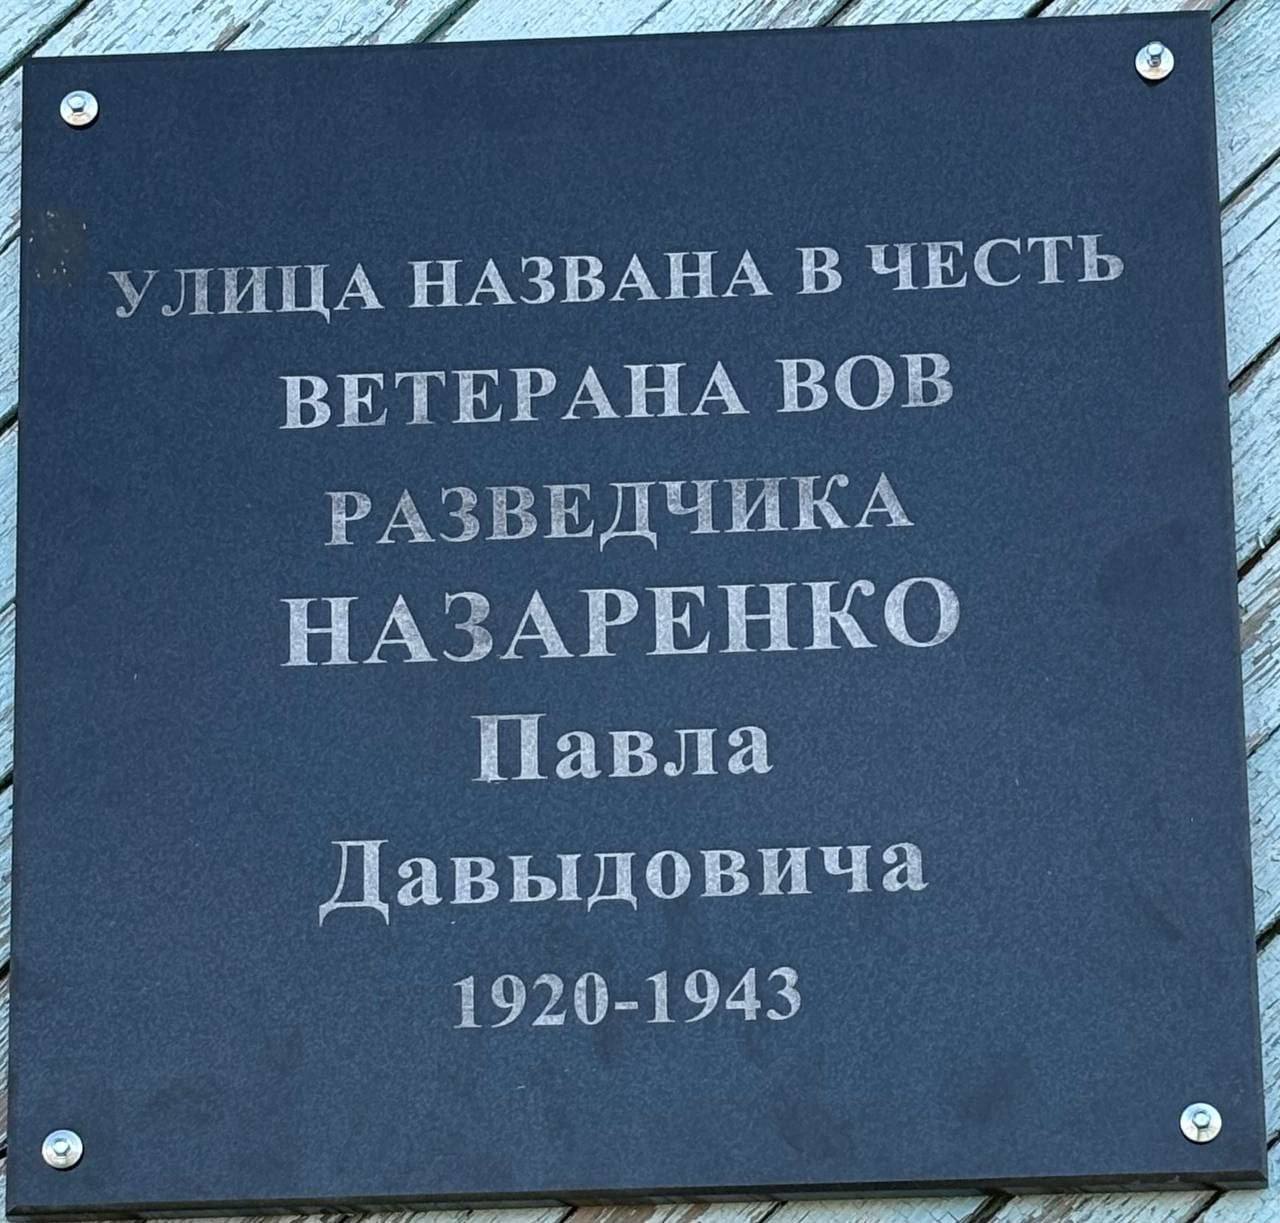 УЛИЦА НАЗВАНА В ЧЕСТЬ
ВЕТЕРАНА ВОВ
РАЗВЕДЧИКА
НАЗАРЕНКО
Павла
Давыдовича
1920-1943